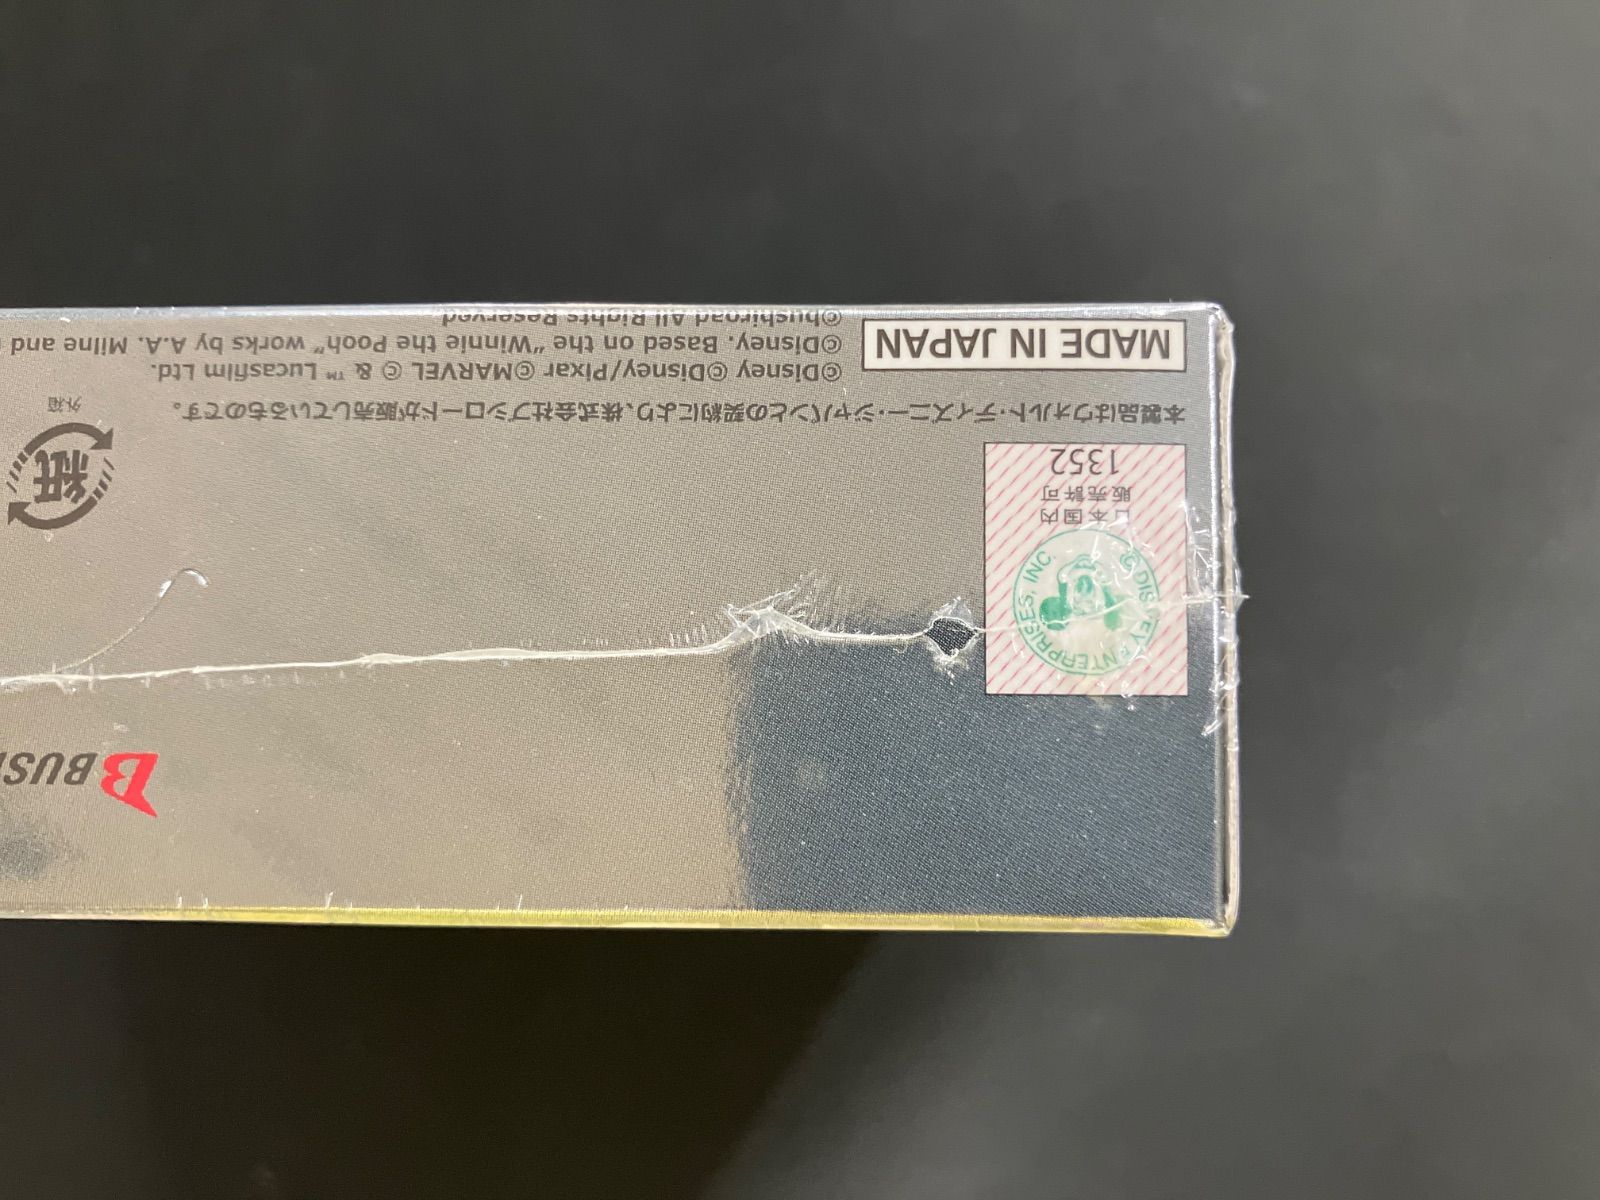 本製品はウォルト・ディズニー・ジャパンとの契約により、株式会社ブシロードが販売しているものです。
©Disney ©Disney/Pixar ©MARVEL © & ™ Lucasfilm Ltd.
©Disney. Based on the "Winnie the Pooh" works by A.A. Milne and
©bushiroad All Rights Reserved
MADE IN JAPAN
© DISNEY ENTERPRISES, INC.
日本国内
販売許可
1352
紙
外箱
B